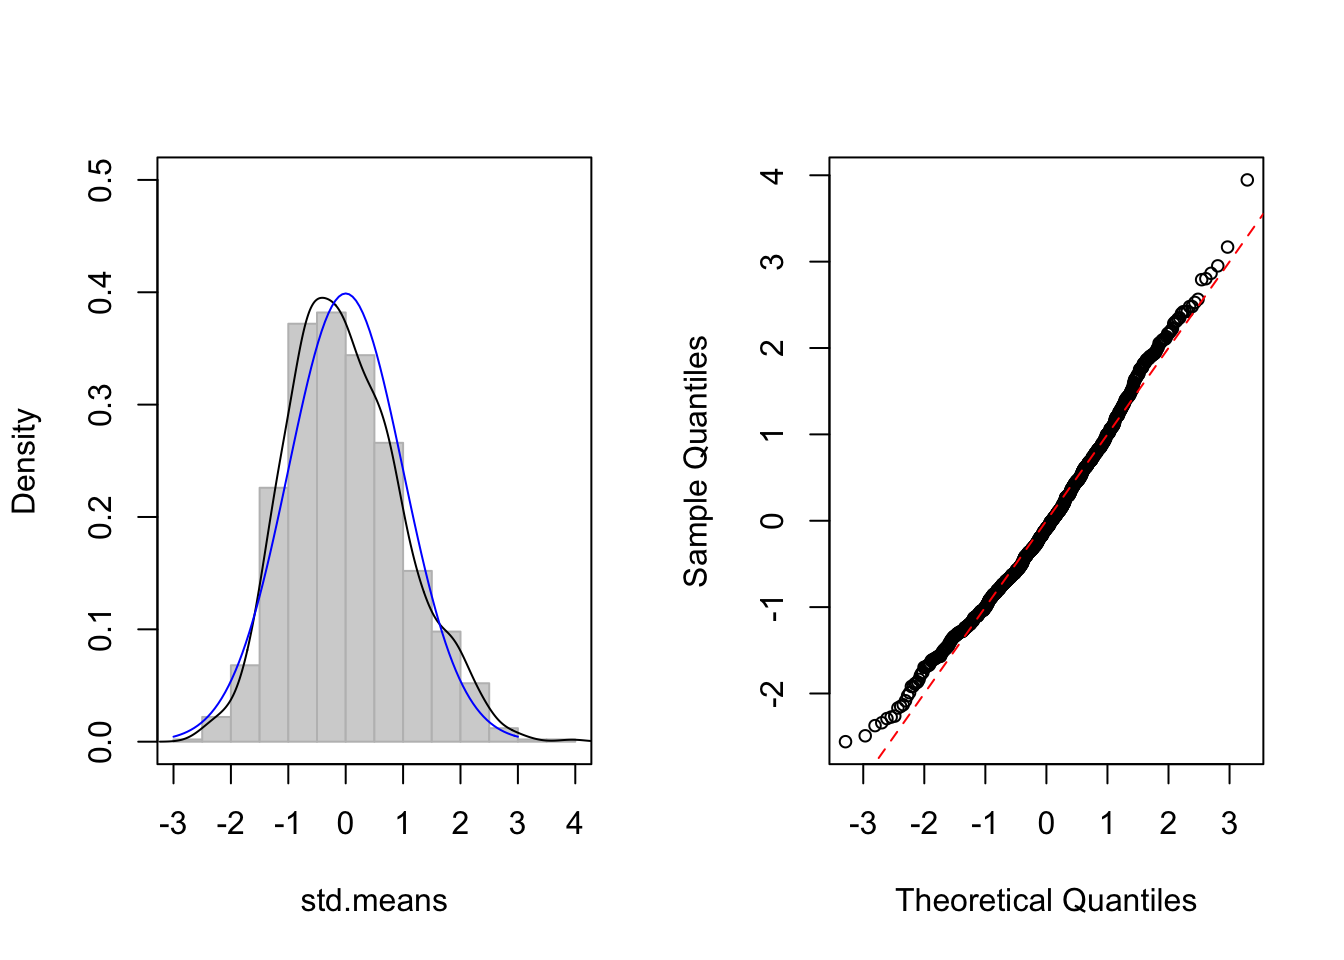 Density
0.5
0.4
0.3
0.2
0.1
0.0
-3 -2 -1 0 1 2 3 4
std.means
Sample Quantiles
4
3
2
1
0
-1
-2
-3 -2 -1 0 1 2 3
Theoretical Quantiles